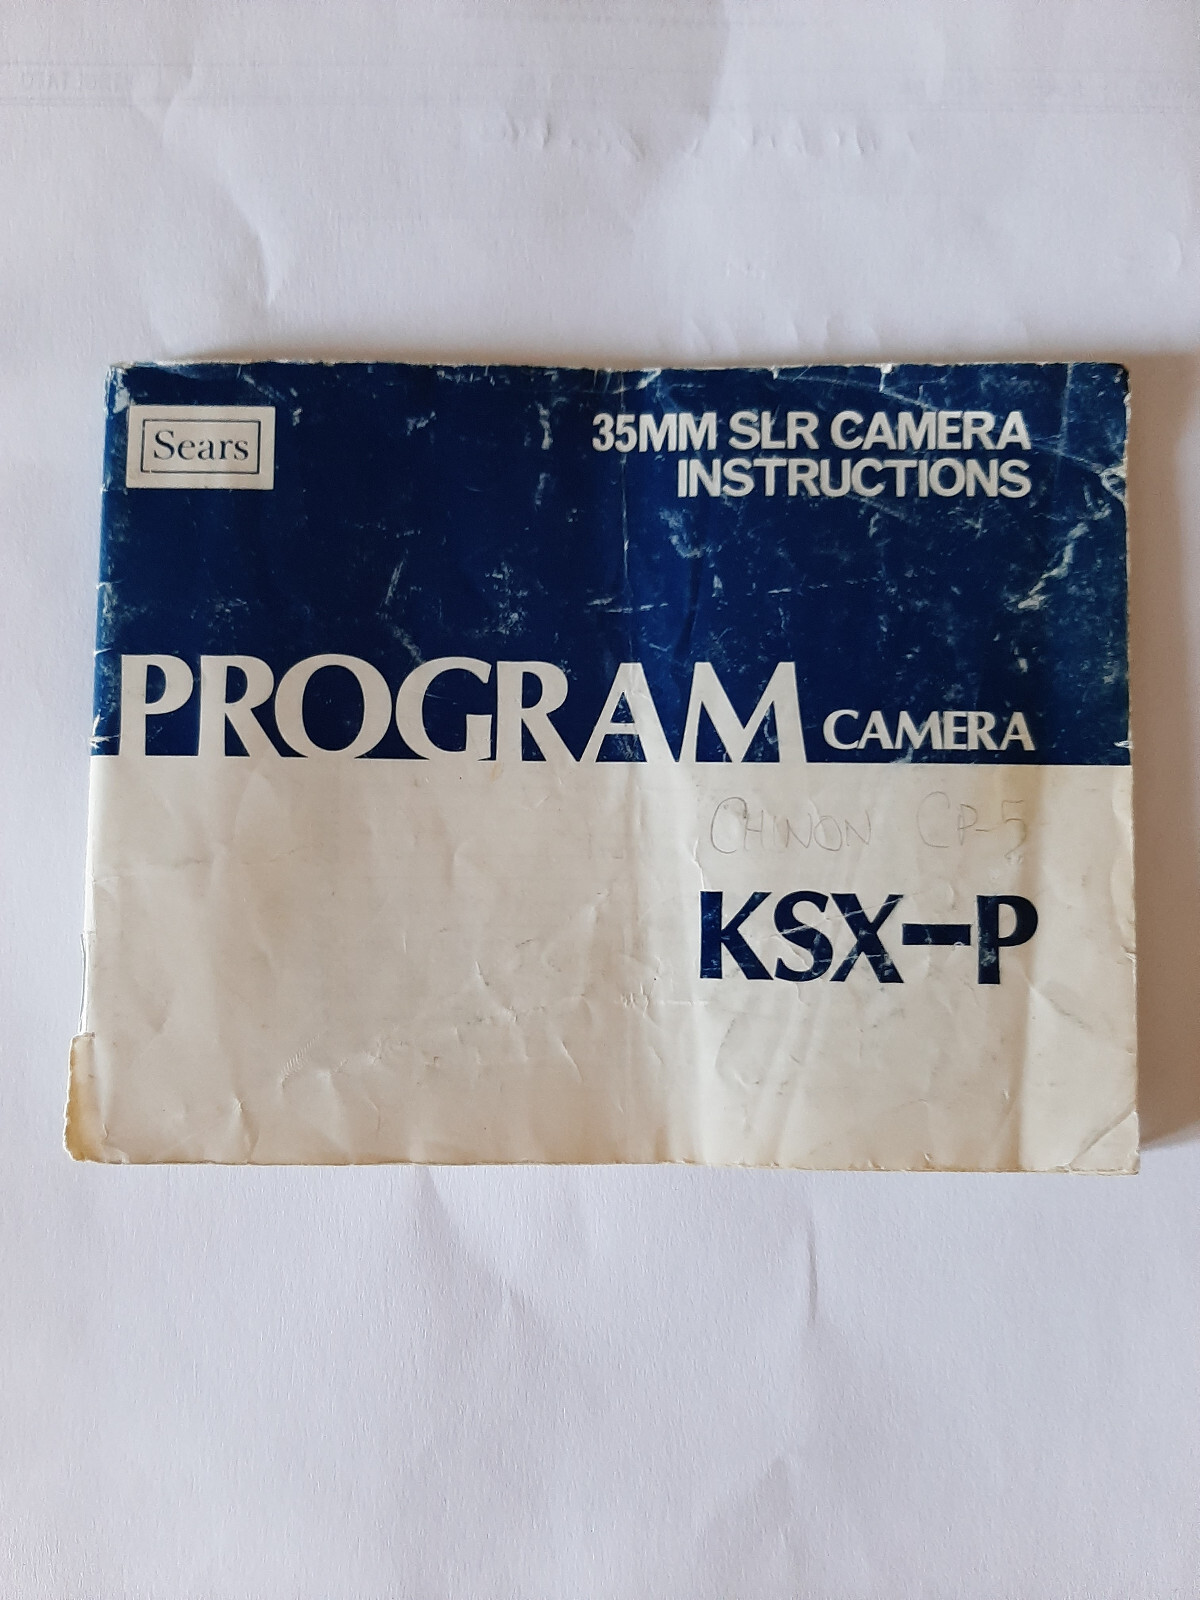 Sears
35MM SLR CAMERA
INSTRUCTIONS
PROGRAM CAMERA
CHINON CP-5
KSX-P